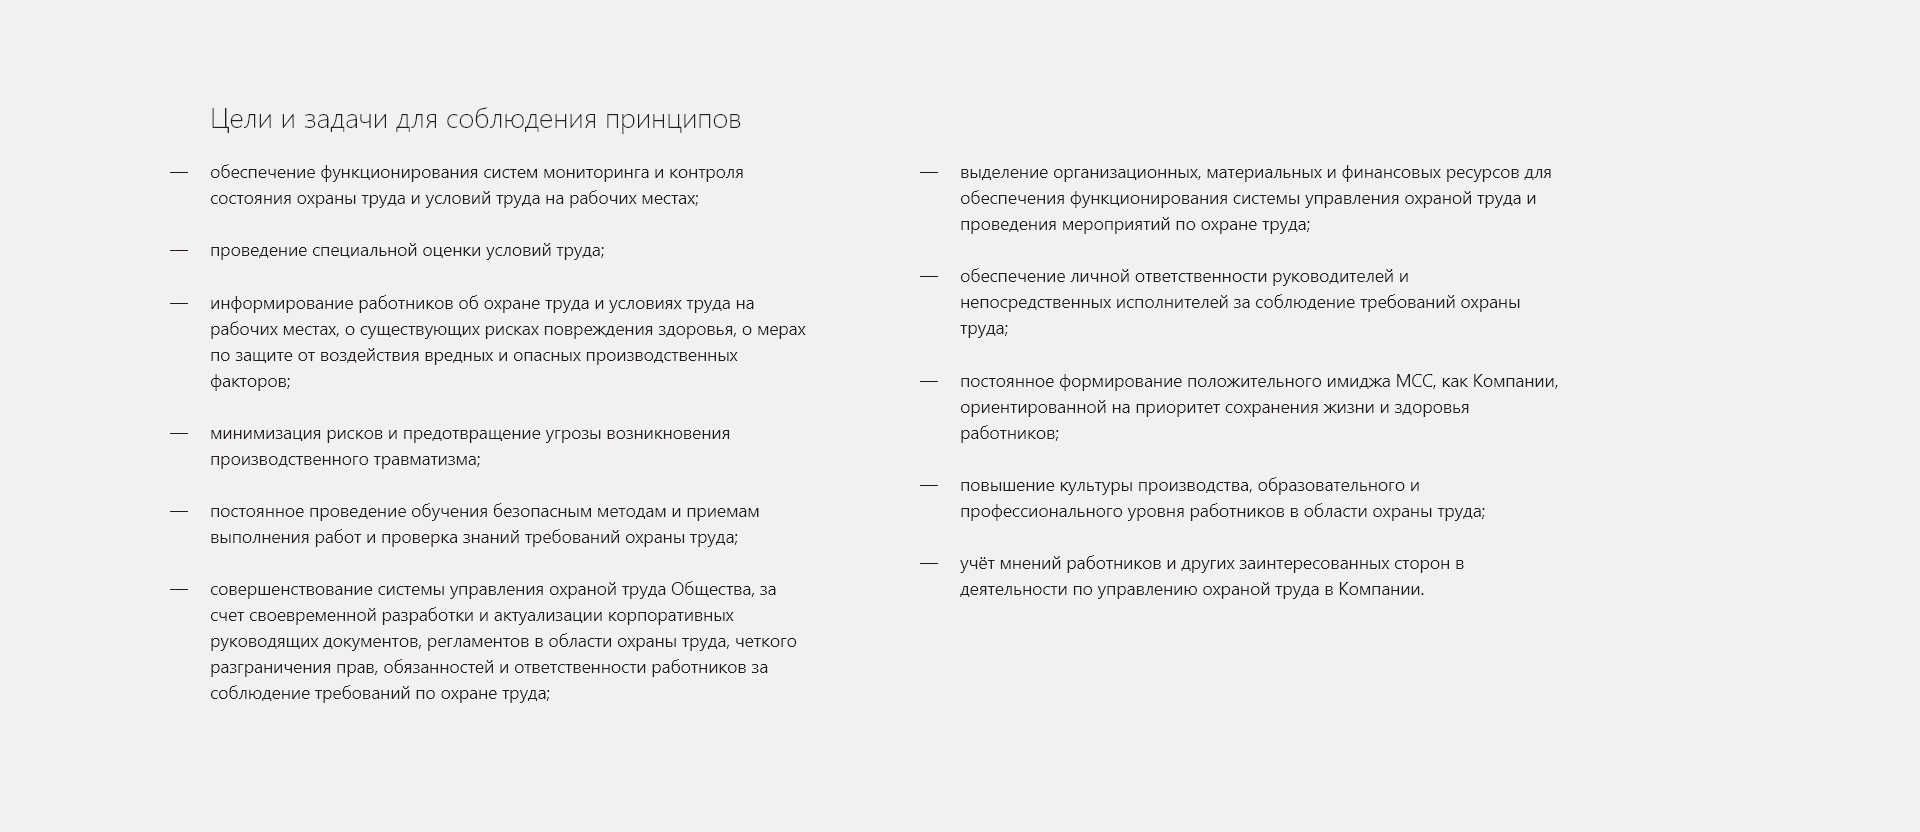 Цели и задачи для соблюдения принципов
— обеспечение функционирования систем мониторинга и контроля
состояния охраны труда и условий труда на рабочих местах;
— проведение специальной оценки условий труда;
— информирование работников об охране труда и условиях труда на
рабочих местах, о существующих рисках повреждения здоровья, о мерах
по защите от воздействия вредных и опасных производственных
факторов;
— минимизация рисков и предотвращение угрозы возникновения
производственного травматизма;
— постоянное проведение обучения безопасным методам и приемам
выполнения работ и проверка знаний требований охраны труда;
— совершенствование системы управления охраной труда Общества, за
счет своевременной разработки и актуализации корпоративных
руководящих документов, регламентов в области охраны труда, четкого
разграничения прав, обязанностей и ответственности работников за
соблюдение требований по охране труда;
— выделение организационных, материальных и финансовых ресурсов для
обеспечения функционирования системы управления охраной труда и
проведения мероприятий по охране труда;
— обеспечение личной ответственности руководителей и
непосредственных исполнителей за соблюдение требований охраны
труда;
— постоянное формирование положительного имиджа МСС, как Компании,
ориентированной на приоритет сохранения жизни и здоровья
работников;
— повышение культуры производства, образовательного и
профессионального уровня работников в области охраны труда;
— учёт мнений работников и других заинтересованных сторон в
деятельности по управлению охраной труда в Компании.